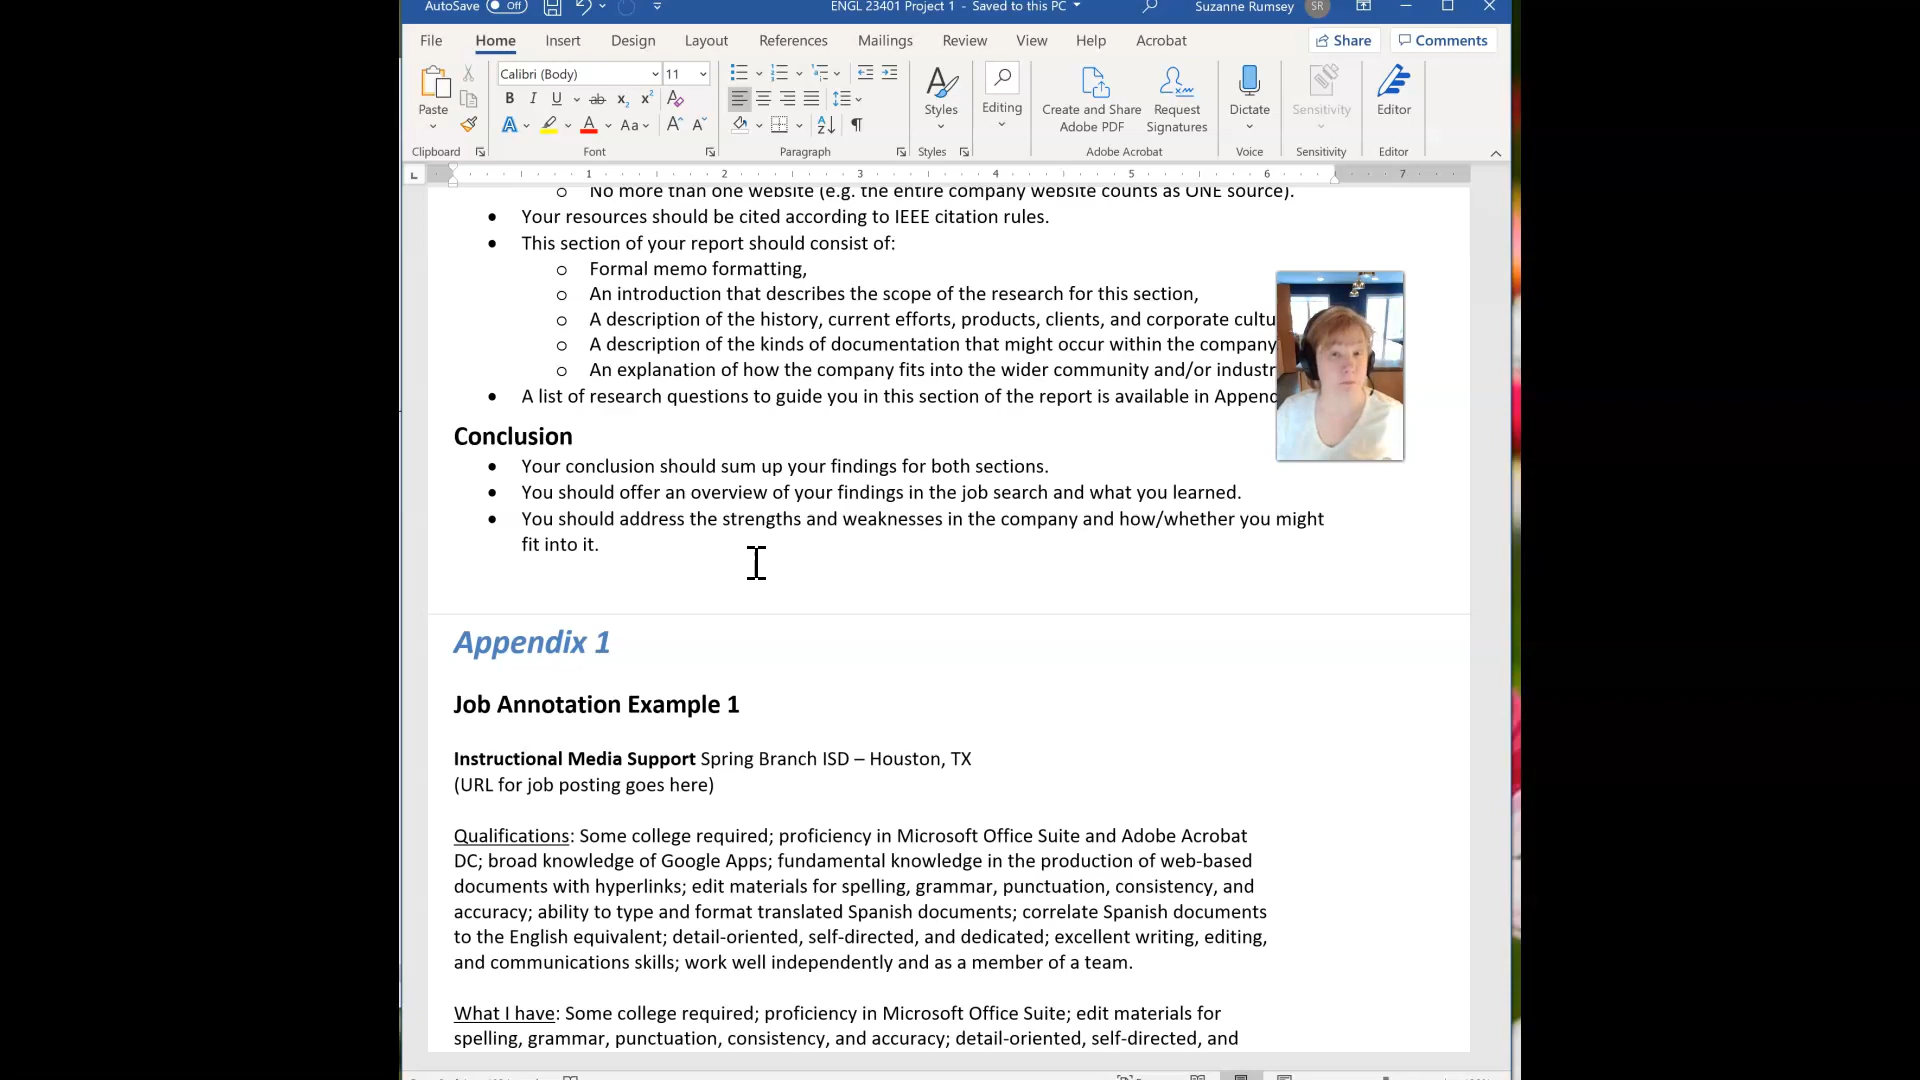 AutoSave Off ENGL 23401 Project 1 - Saved to this PC Suzanne Rumsey SR
File Home Insert Design Layout References Mailings Review View Help Acrobat Share Comments
Calibri (Body) 11
B I U ab x₂ x² A
Paste Styles Editing Create and Share Adobe PDF Request Signatures Dictate Sensitivity Editor
A A Aa A A
Clipboard Font Paragraph Styles Adobe Acrobat Voice Sensitivity Editor
L 1 2 3 4 5 6 7
o No more than one website (e.g. the entire company website counts as ONE source).
• Your resources should be cited according to IEEE citation rules.
• This section of your report should consist of:
o Formal memo formatting,
o An introduction that describes the scope of the research for this section,
o A description of the history, current efforts, products, clients, and corporate cultu
o A description of the kinds of documentation that might occur within the company
o An explanation of how the company fits into the wider community and/or industr
• A list of research questions to guide you in this section of the report is available in Append
Conclusion
• Your conclusion should sum up your findings for both sections.
• You should offer an overview of your findings in the job search and what you learned.
• You should address the strengths and weaknesses in the company and how/whether you might
fit into it.
Appendix 1
Job Annotation Example 1
Instructional Media Support Spring Branch ISD – Houston, TX
(URL for job posting goes here)
Qualifications: Some college required; proficiency in Microsoft Office Suite and Adobe Acrobat
DC; broad knowledge of Google Apps; fundamental knowledge in the production of web-based
documents with hyperlinks; edit materials for spelling, grammar, punctuation, consistency, and
accuracy; ability to type and format translated Spanish documents; correlate Spanish documents
to the English equivalent; detail-oriented, self-directed, and dedicated; excellent writing, editing,
and communications skills; work well independently and as a member of a team.
What I have: Some college required; proficiency in Microsoft Office Suite; edit materials for
spelling, grammar, punctuation, consistency, and accuracy; detail-oriented, self-directed, and